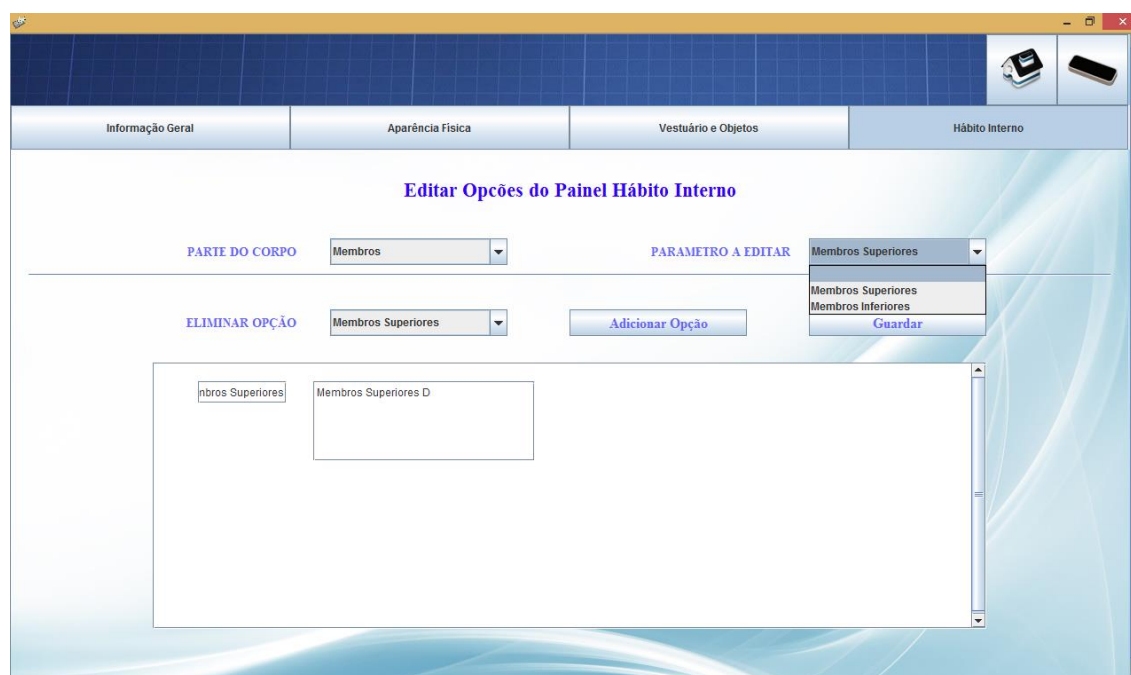 Informação Geral
Aparência Física
Vestuário e Objetos
Hábito Interno
Editar Opcões do Painel Hábito Interno
PARTE DO CORPO
Membros
PARAMETRO A EDITAR
Membros Superiores
Membros Superiores
Membros Inferiores
ELIMINAR OPÇÃO
Membros Superiores
Adicionar Opção
Guardar
nbros Superiores
Membros Superiores D